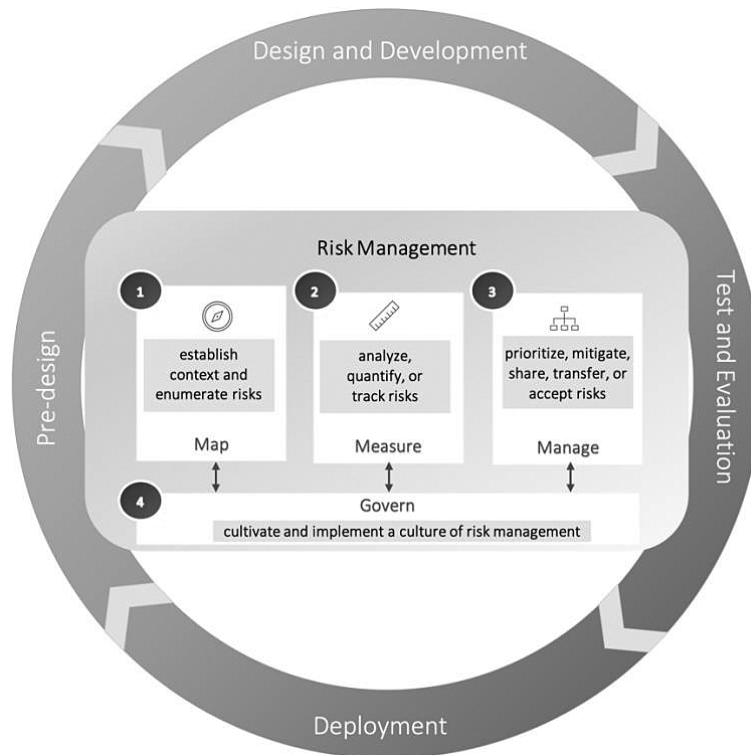 Design and Development
Pre-design
Test and Evaluation
Risk Management
1
2
3
establish
context and
enumerate risks
Map
analyze,
quantify, or
track risks
Measure
prioritize, mitigate,
share, transfer, or
accept risks
Manage
4
Govern
cultivate and implement a culture of risk management
Deployment